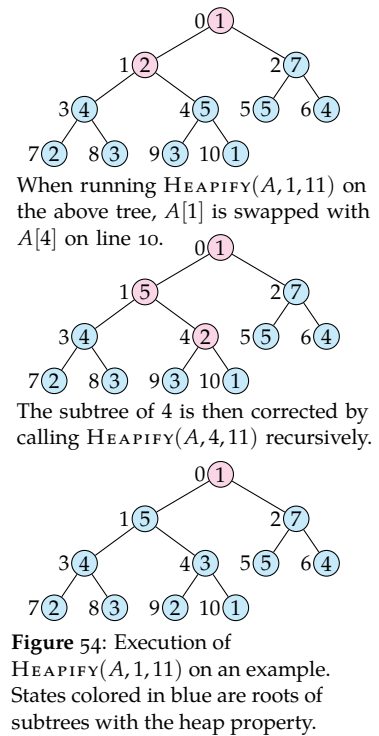 0 1
1 2 2 7
3 4 4 5 5 5 6 4
7 2 8 3 9 3 10 1
When running HEAPIFY(A, 1, 11) on
the above tree, A[1] is swapped with
A[4] on line 10.
0 1
1 5 2 7
3 4 4 2 5 5 6 4
7 2 8 3 9 3 10 1
The subtree of 4 is then corrected by
calling HEAPIFY(A, 4, 11) recursively.
0 1
1 5 2 7
3 4 4 3 5 5 6 4
7 2 8 3 9 2 10 1
Figure 54: Execution of
HEAPIFY(A, 1, 11) on an example.
States colored in blue are roots of
subtrees with the heap property.